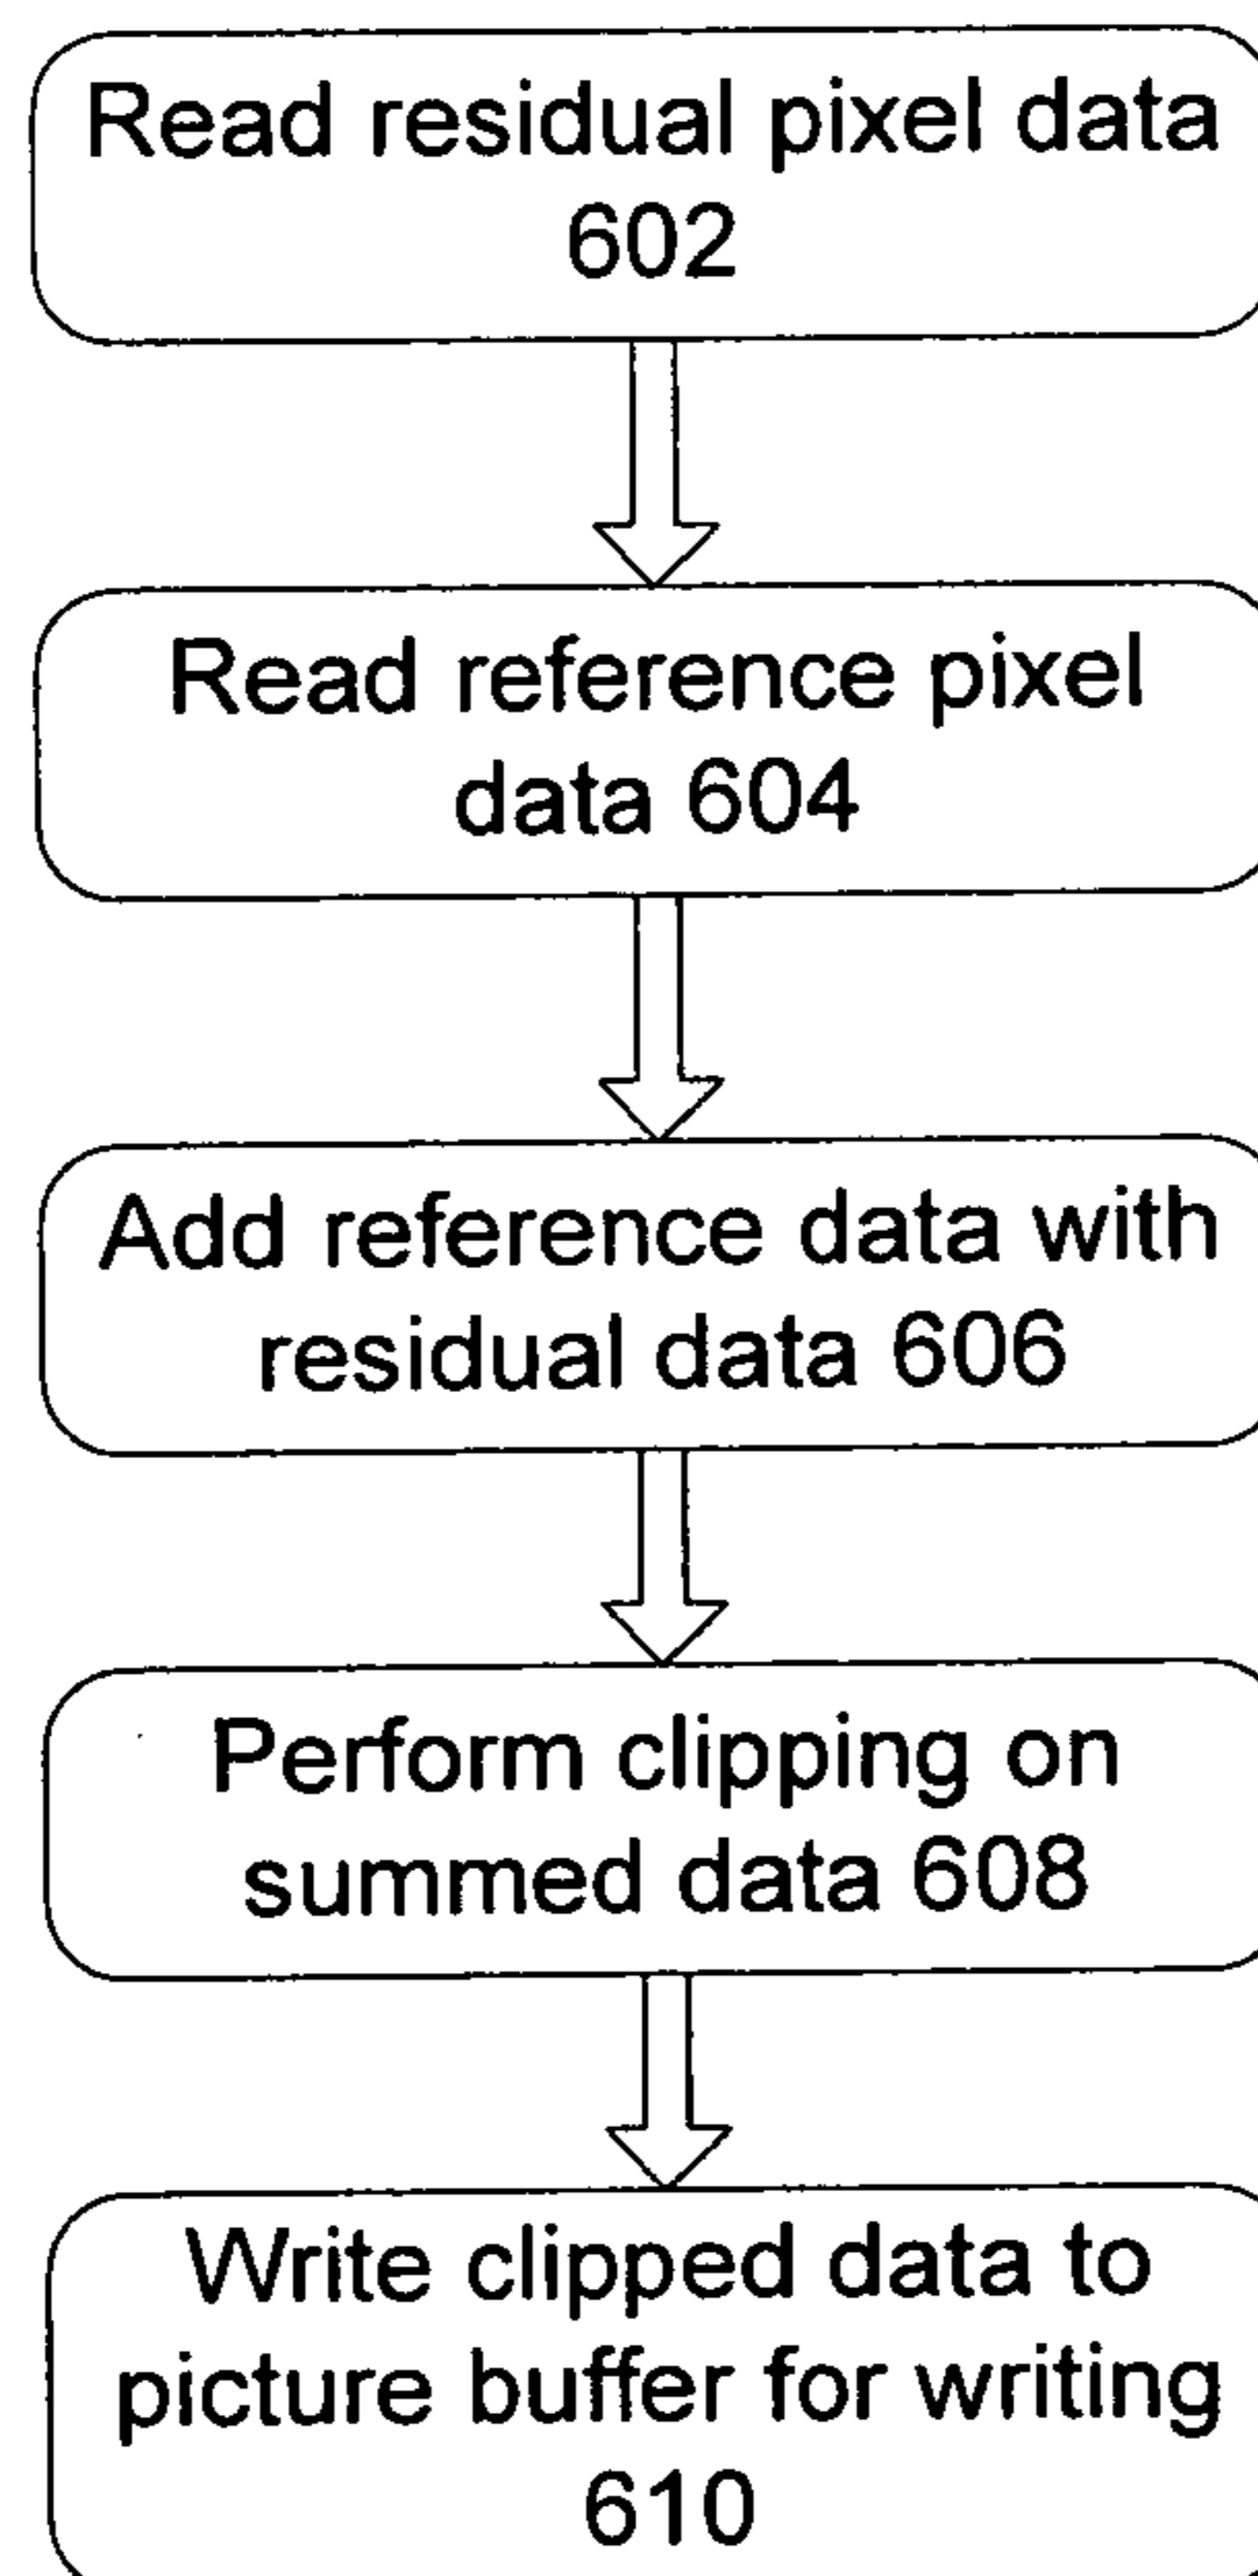 Read residual pixel data
602
Read reference pixel
data 604
Add reference data with
residual data 606
Perform clipping on
summed data 608
Write clipped data to
picture buffer for writing
610